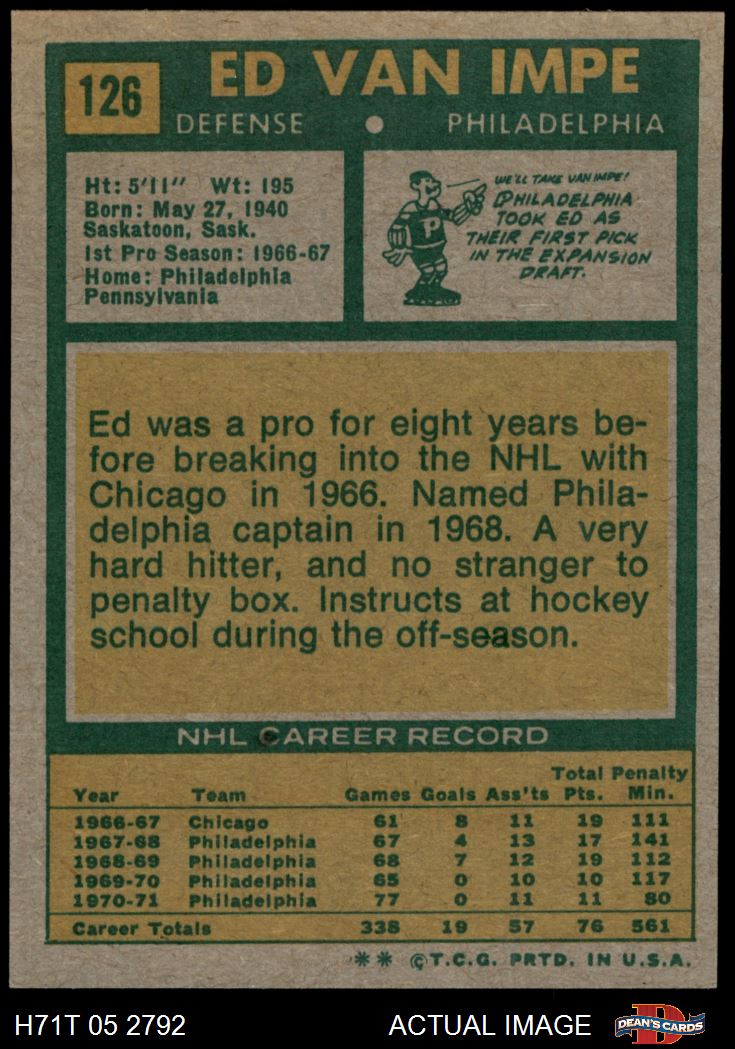 126
ED VAN IMPE
DEFENSE • PHILADELPHIA
Ht: 5'11" Wt: 195
Born: May 27, 1940
Saskatoon, Sask.
1st Pro Season: 1966-67
Home: Philadelphia
Pennsylvania
WE'LL TAKE VAN IMPE!
PHILADELPHIA
TOOK ED AS
THEIR FIRST PICK
IN THE EXPANSION
DRAFT.
P
Ed was a pro for eight years be-
fore breaking into the NHL with
Chicago in 1966. Named Phila-
delphia captain in 1968. A very
hard hitter, and no stranger to
penalty box. Instructs at hockey
school during the off-season.
NHL CAREER RECORD
Year Team Games Goals Ass'ts Total Pts. Penalty Min.
1966-67 Chicago 61 8 11 19 111
1967-68 Philadelphia 67 4 13 17 141
1968-69 Philadelphia 68 7 12 19 112
1969-70 Philadelphia 65 0 10 10 117
1970-71 Philadelphia 77 0 11 11 80
Career Totals 338 19 57 76 561
** ©T.C.G. PRTD. IN U.S.A.
H71T 05 2792 ACTUAL IMAGE DEAN'S CARDS